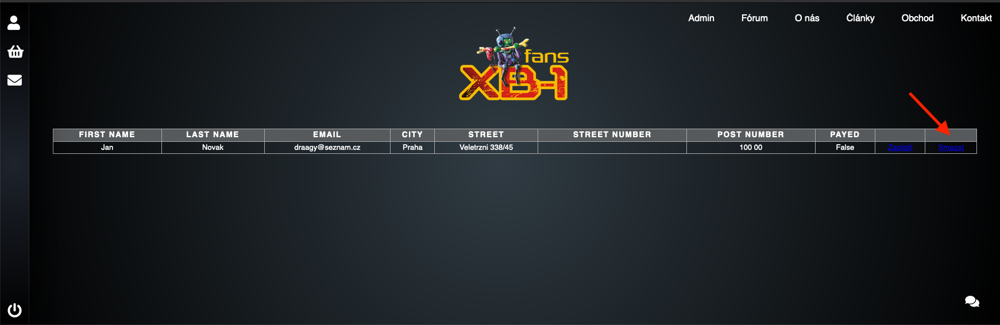 Admin Fórum O nás Články Obchod Kontakt
fans
XB-1
FIRST NAME LAST NAME EMAIL CITY STREET STREET NUMBER POST NUMBER PAYED
Jan Novak draagy@seznam.cz Praha Veletrzni 338/45 100 00 False Zaplatit Smazat